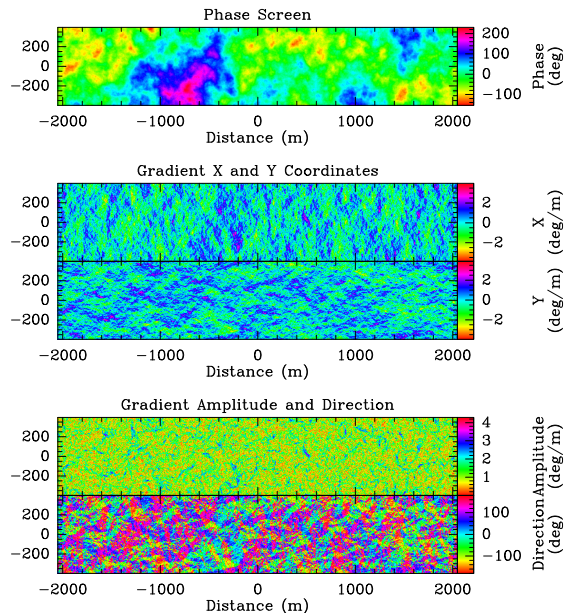 Phase Screen
200
0
−200
−2000 −1000 0 1000 2000
Distance (m)
200
100
0
−100
Phase
(deg)
Gradient X and Y Coordinates
200
0
−200
2
0
−2
X
(deg/m)
200
0
−200
2
0
−2
Y
(deg/m)
−2000 −1000 0 1000 2000
Distance (m)
Gradient Amplitude and Direction
200
0
−200
4
3
2
1
Amplitude
(deg/m)
200
0
−200
100
0
−100
Direction
(deg)
−2000 −1000 0 1000 2000
Distance (m)